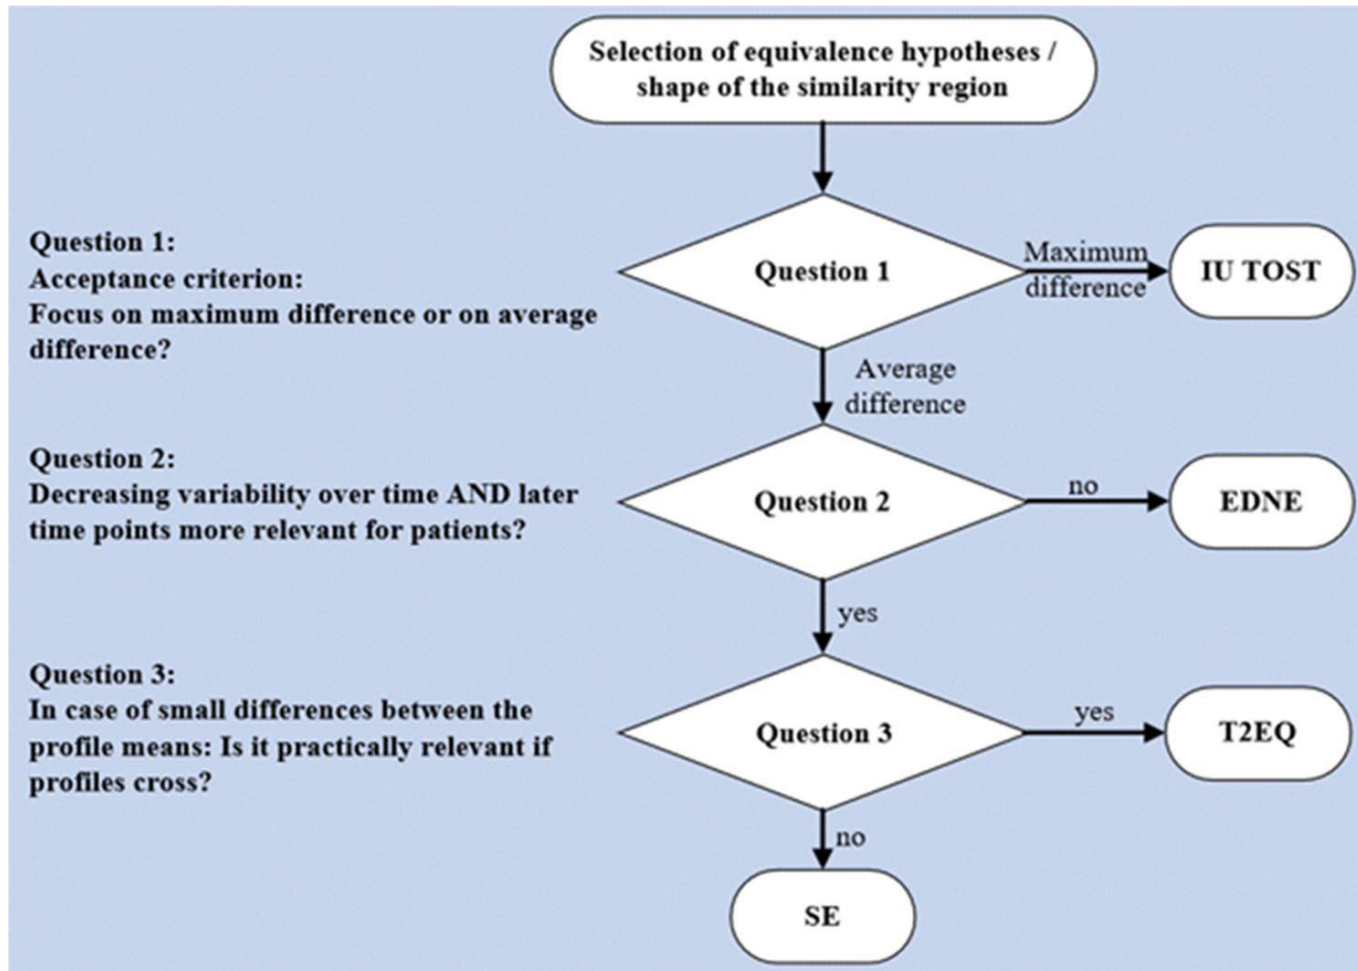 Selection of equivalence hypotheses /
shape of the similarity region
Question 1:
Acceptance criterion:
Focus on maximum difference or on average
difference?
Question 1
Maximum
difference
IU TOST
Average
difference
Question 2:
Decreasing variability over time AND later
time points more relevant for patients?
Question 2
no
EDNE
yes
Question 3:
In case of small differences between the
profile means: Is it practically relevant if
profiles cross?
Question 3
yes
T2EQ
no
SE